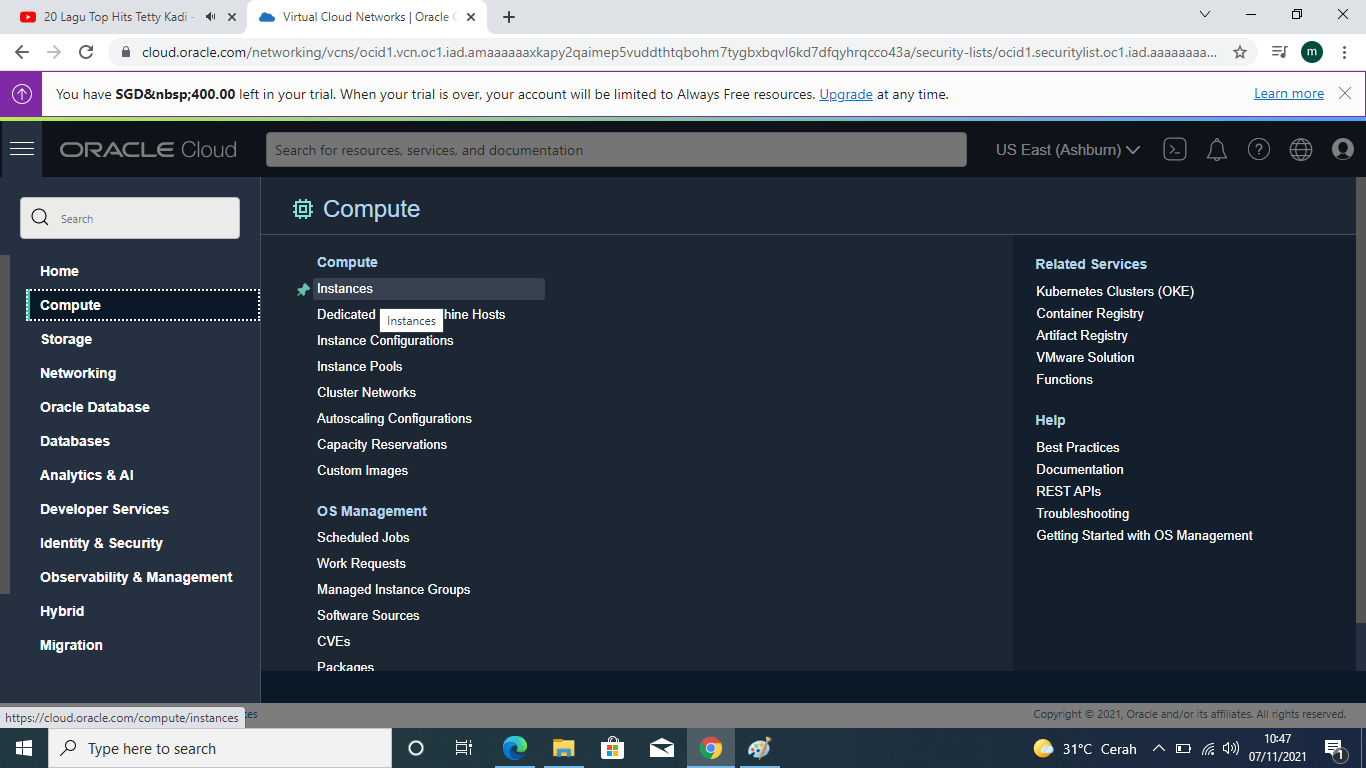 20 Lagu Top Hits Tetty Kadi -
Virtual Cloud Networks | Oracle C
cloud.oracle.com/networking/vcns/ocid1.vcn.oc1.iad.amaaaaaaxkapy2qaimep5vuddthtqbohm7tygbxbqvl6kd7dfqyhrqcco43a/security-lists/ocid1.securitylist.oc1.iad.aaaaaaaa...
m
You have SGD&nbsp;400.00 left in your trial. When your trial is over, your account will be limited to Always Free resources. Upgrade at any time.
Learn more
ORACLE Cloud
Search for resources, services, and documentation
US East (Ashburn)
Search
Home
Compute
Storage
Networking
Oracle Database
Databases
Analytics & AI
Developer Services
Identity & Security
Observability & Management
Hybrid
Migration
Compute
Compute
Instances
Dedicated hine Hosts
Instances
Instance Configurations
Instance Pools
Cluster Networks
Autoscaling Configurations
Capacity Reservations
Custom Images
OS Management
Scheduled Jobs
Work Requests
Managed Instance Groups
Software Sources
CVEs
Packages
Related Services
Kubernetes Clusters (OKE)
Container Registry
Artifact Registry
VMware Solution
Functions
Help
Best Practices
Documentation
REST APIs
Troubleshooting
Getting Started with OS Management
https://cloud.oracle.com/compute/instances
es
Copyright © 2021, Oracle and/or its affiliates. All rights reserved.
Type here to search
31°C Cerah
10:47
07/11/2021
1